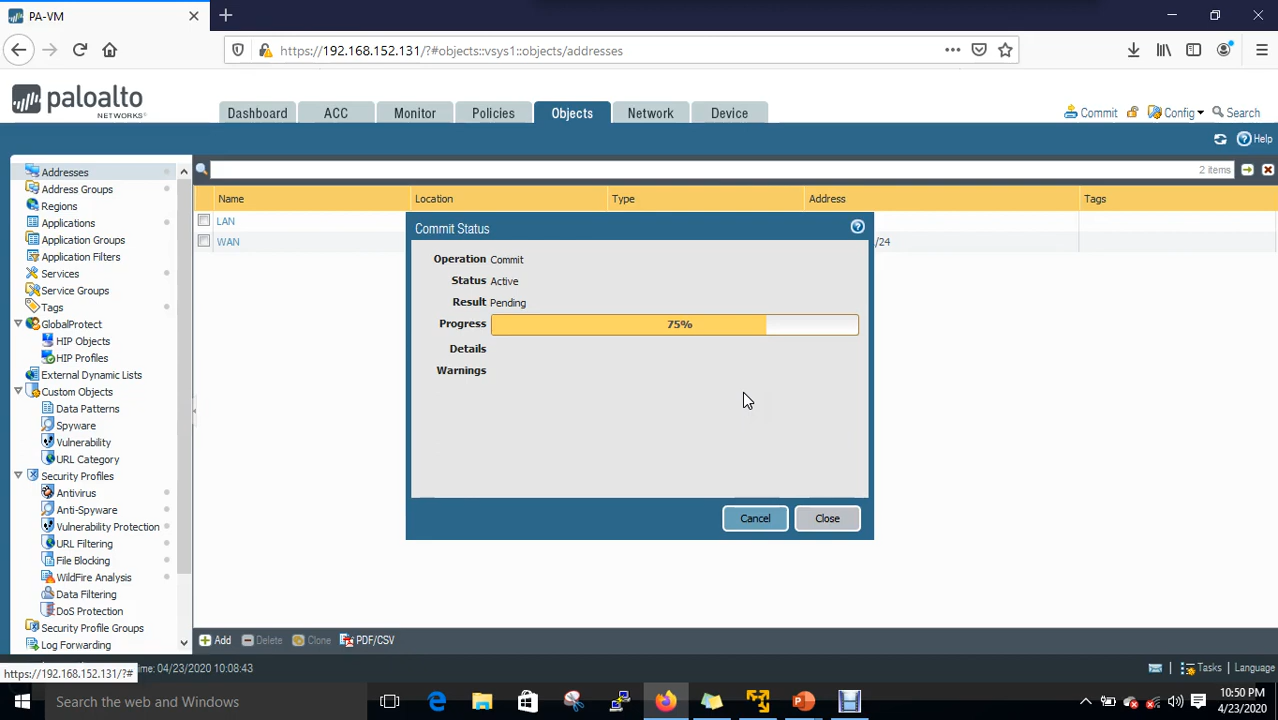 PA-VM
https://192.168.152.131/?#objects::vsys1::objects/addresses
paloalto
NETWORKS
Dashboard
ACC
Monitor
Policies
Objects
Network
Device
Commit
Config
Search
Help
2 items
Addresses
Address Groups
Regions
Applications
Application Groups
Application Filters
Services
Service Groups
Tags
GlobalProtect
HIP Objects
HIP Profiles
External Dynamic Lists
Custom Objects
Data Patterns
Spyware
Vulnerability
URL Category
Security Profiles
Antivirus
Anti-Spyware
Vulnerability Protection
URL Filtering
File Blocking
WildFire Analysis
Data Filtering
DoS Protection
Security Profile Groups
Log Forwarding
Name
Location
Type
Address
Tags
LAN
WAN
/24
Commit Status
Operation Commit
Status Active
Result Pending
Progress 75%
Details
Warnings
Cancel
Close
Add
Delete
Clone
PDF/CSV
https://192.168.152.131/?#
me: 04/23/2020 10:08:43
Tasks
Language
Search the web and Windows
10:50 PM
4/23/2020